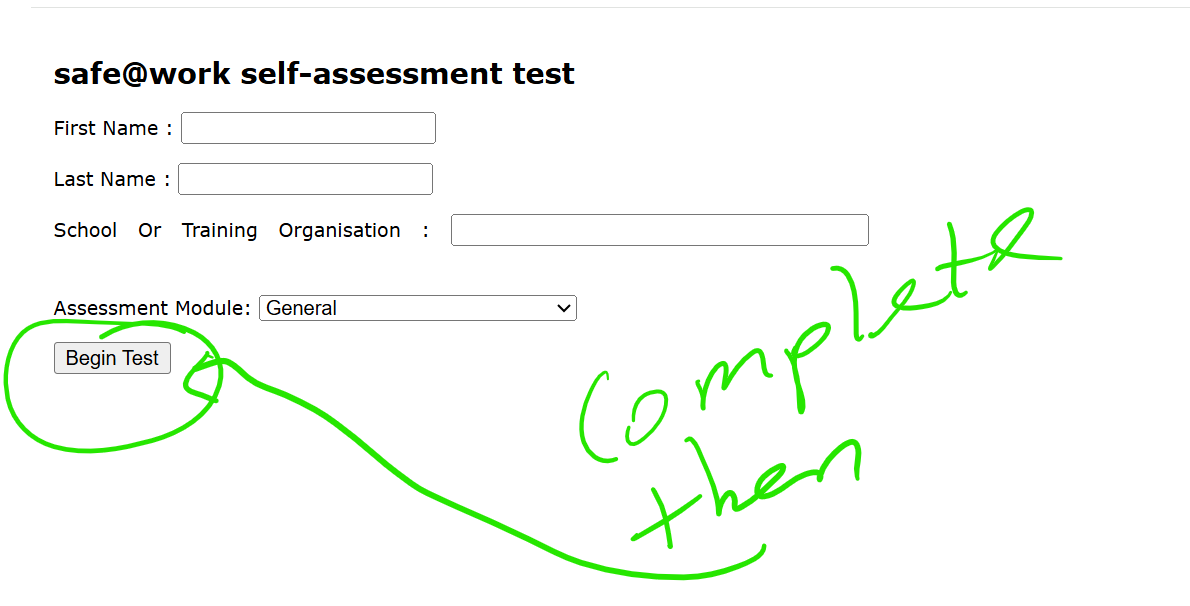 safe@work self-assessment test
First Name :
Last Name :
School Or Training Organisation :
Assessment Module: General
Begin Test
Complete
then